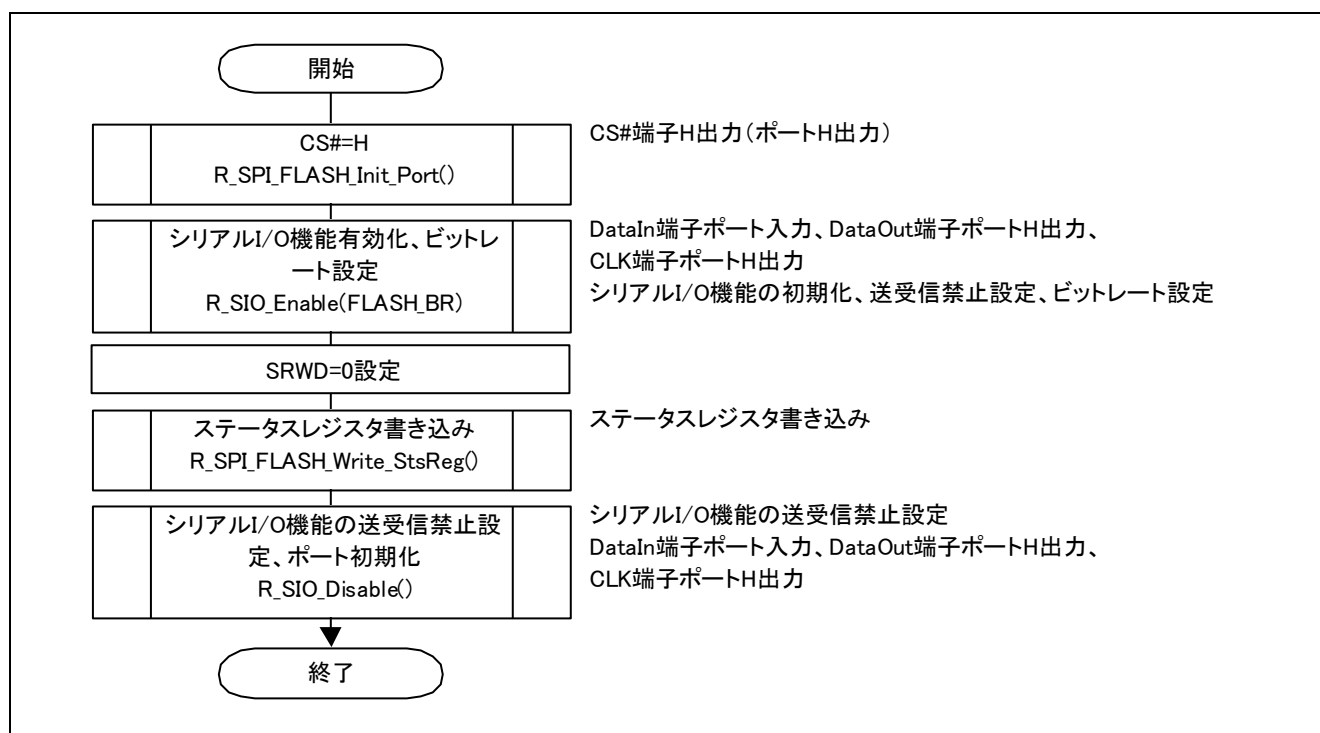 開始
CS#=H
R_SPI_FLASH_Init_Port()
CS#端子H出力(ポートH出力)
シリアルI/O機能有効化、ビットレ
ート設定
R_SIO_Enable(FLASH_BR)
DataIn端子ポート入力、DataOut端子ポートH出力、
CLK端子ポートH出力
シリアルI/O機能の初期化、送受信禁止設定、ビットレート設定
SRWD=0設定
ステータスレジスタ書き込み
R_SPI_FLASH_Write_StsReg()
ステータスレジスタ書き込み
シリアルI/O機能の送受信禁止設
定、ポート初期化
R_SIO_Disable()
シリアルI/O機能の送受信禁止設定
DataIn端子ポート入力、DataOut端子ポートH出力、
CLK端子ポートH出力
終了